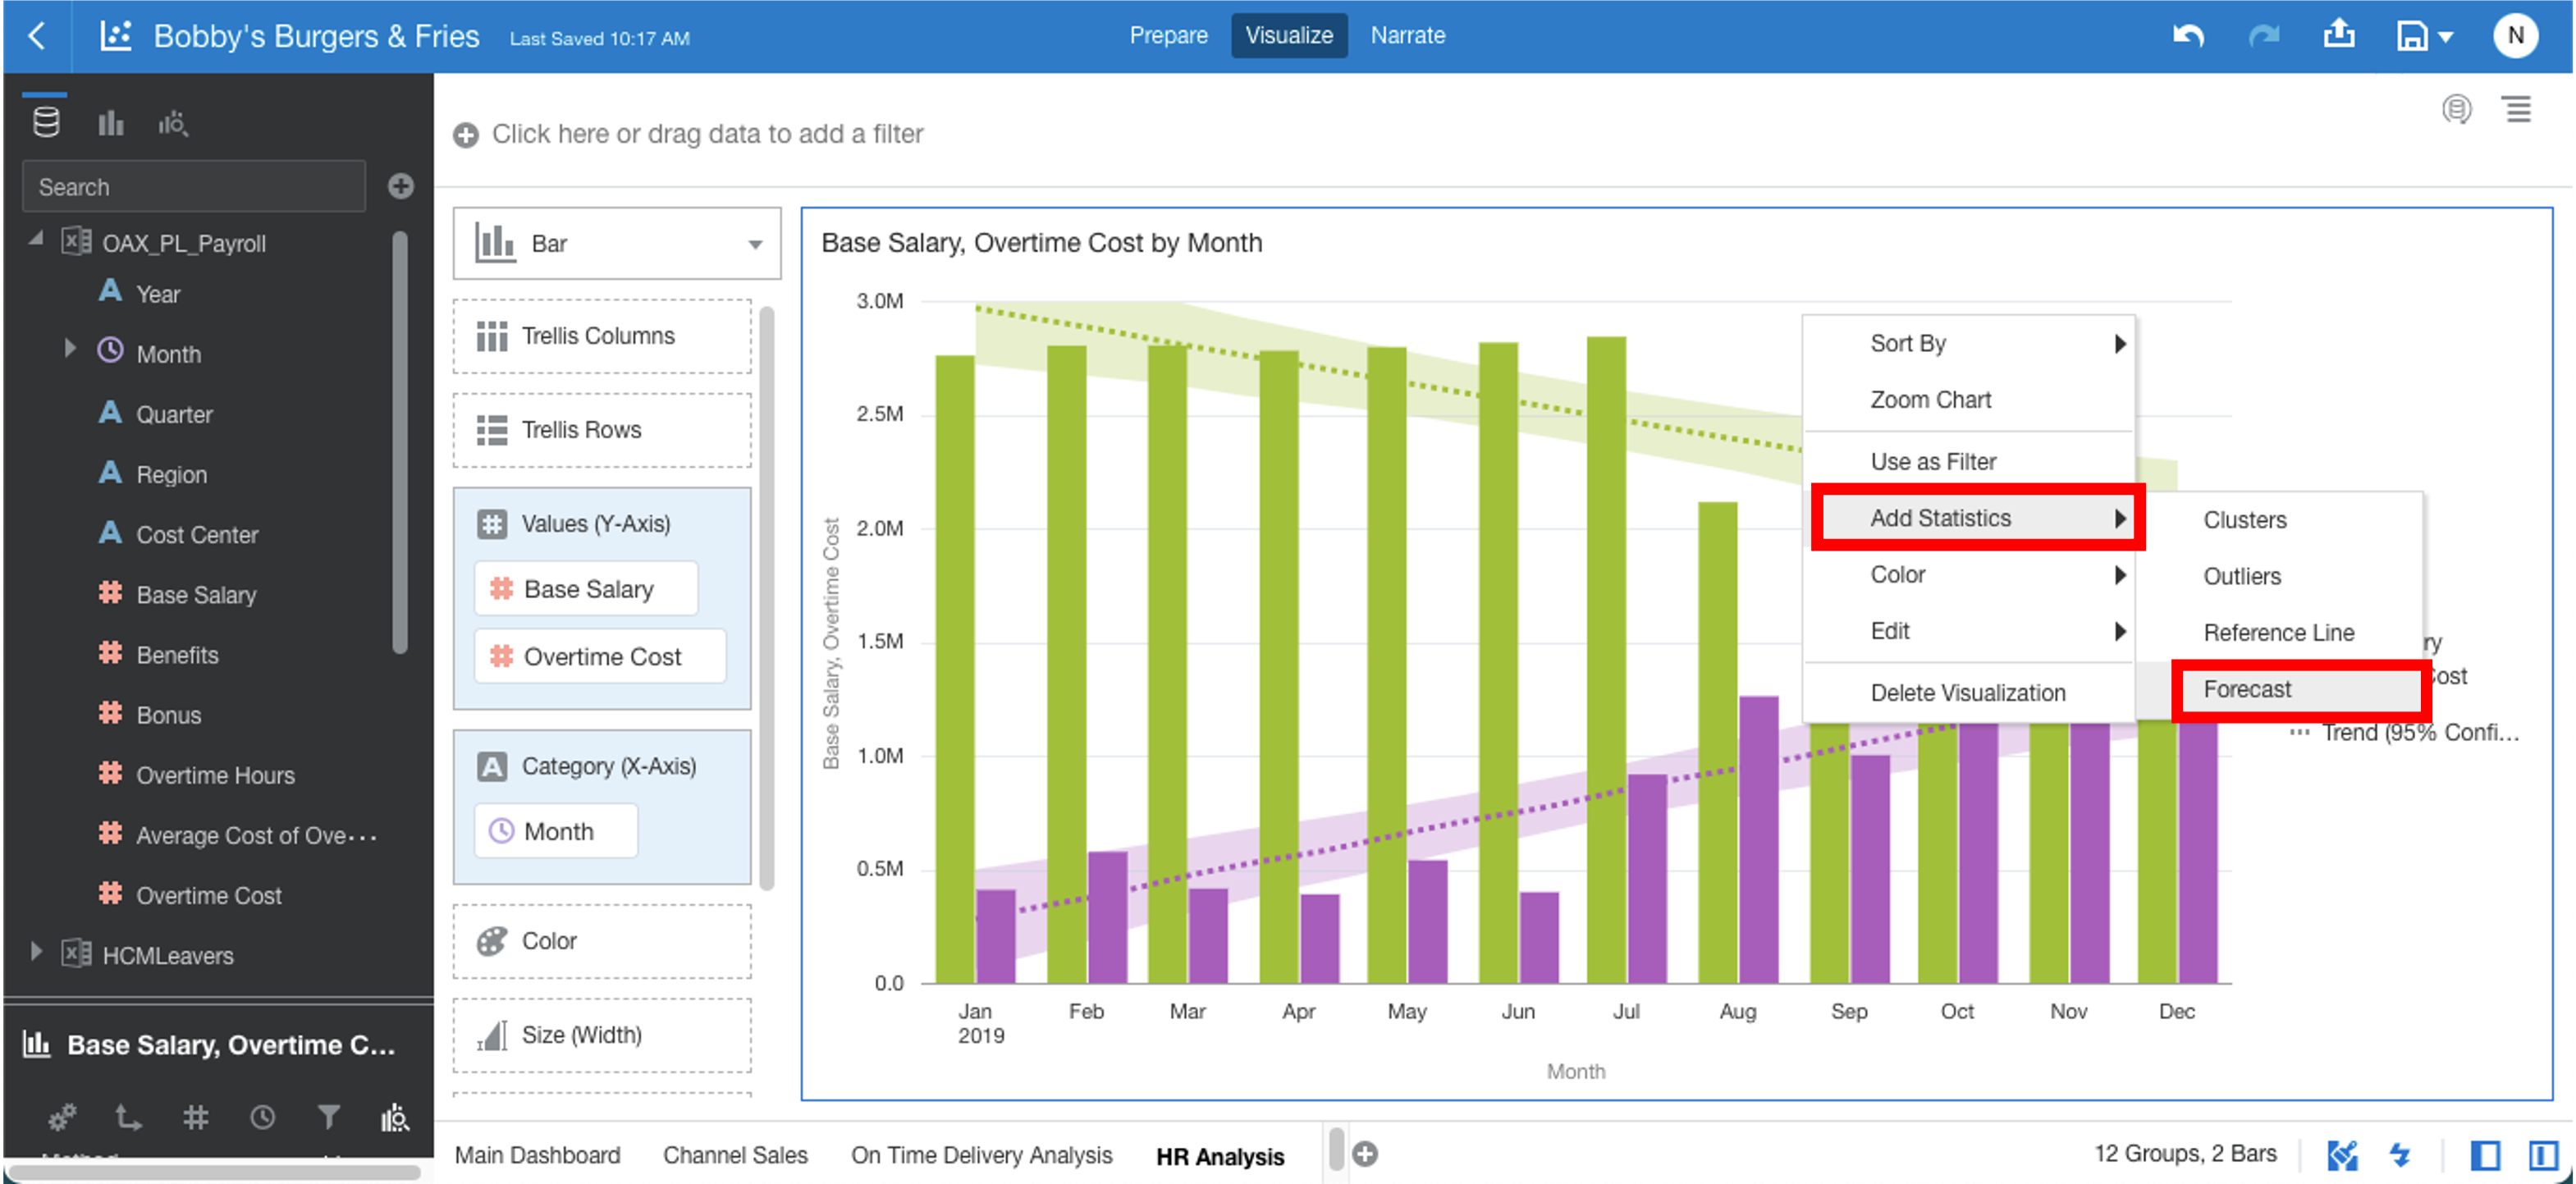 Bobby's Burgers & Fries Last Saved 10:17 AM
Prepare Visualize Narrate
N
Click here or drag data to add a filter
Search
OAX_PL_Payroll
Year
Month
Quarter
Region
Cost Center
Base Salary
Benefits
Bonus
Overtime Hours
Average Cost of Ove...
Overtime Cost
HCMLeavers
Base Salary, Overtime C...
Bar
Trellis Columns
Trellis Rows
Values (Y-Axis)
Base Salary
Overtime Cost
Category (X-Axis)
Month
Color
Size (Width)
Base Salary, Overtime Cost by Month
Base Salary, Overtime Cost
3.0M
2.5M
2.0M
1.5M
1.0M
0.5M
0.0
Jan Feb Mar Apr May Jun Jul Aug Sep Oct Nov Dec
2019
Month
Sort By
Zoom Chart
Use as Filter
Add Statistics
Color
Edit
Delete Visualization
Clusters
Outliers
Reference Line
Forecast
ry
Cost
Trend (95% Confi...
Main Dashboard Channel Sales On Time Delivery Analysis HR Analysis
12 Groups, 2 Bars